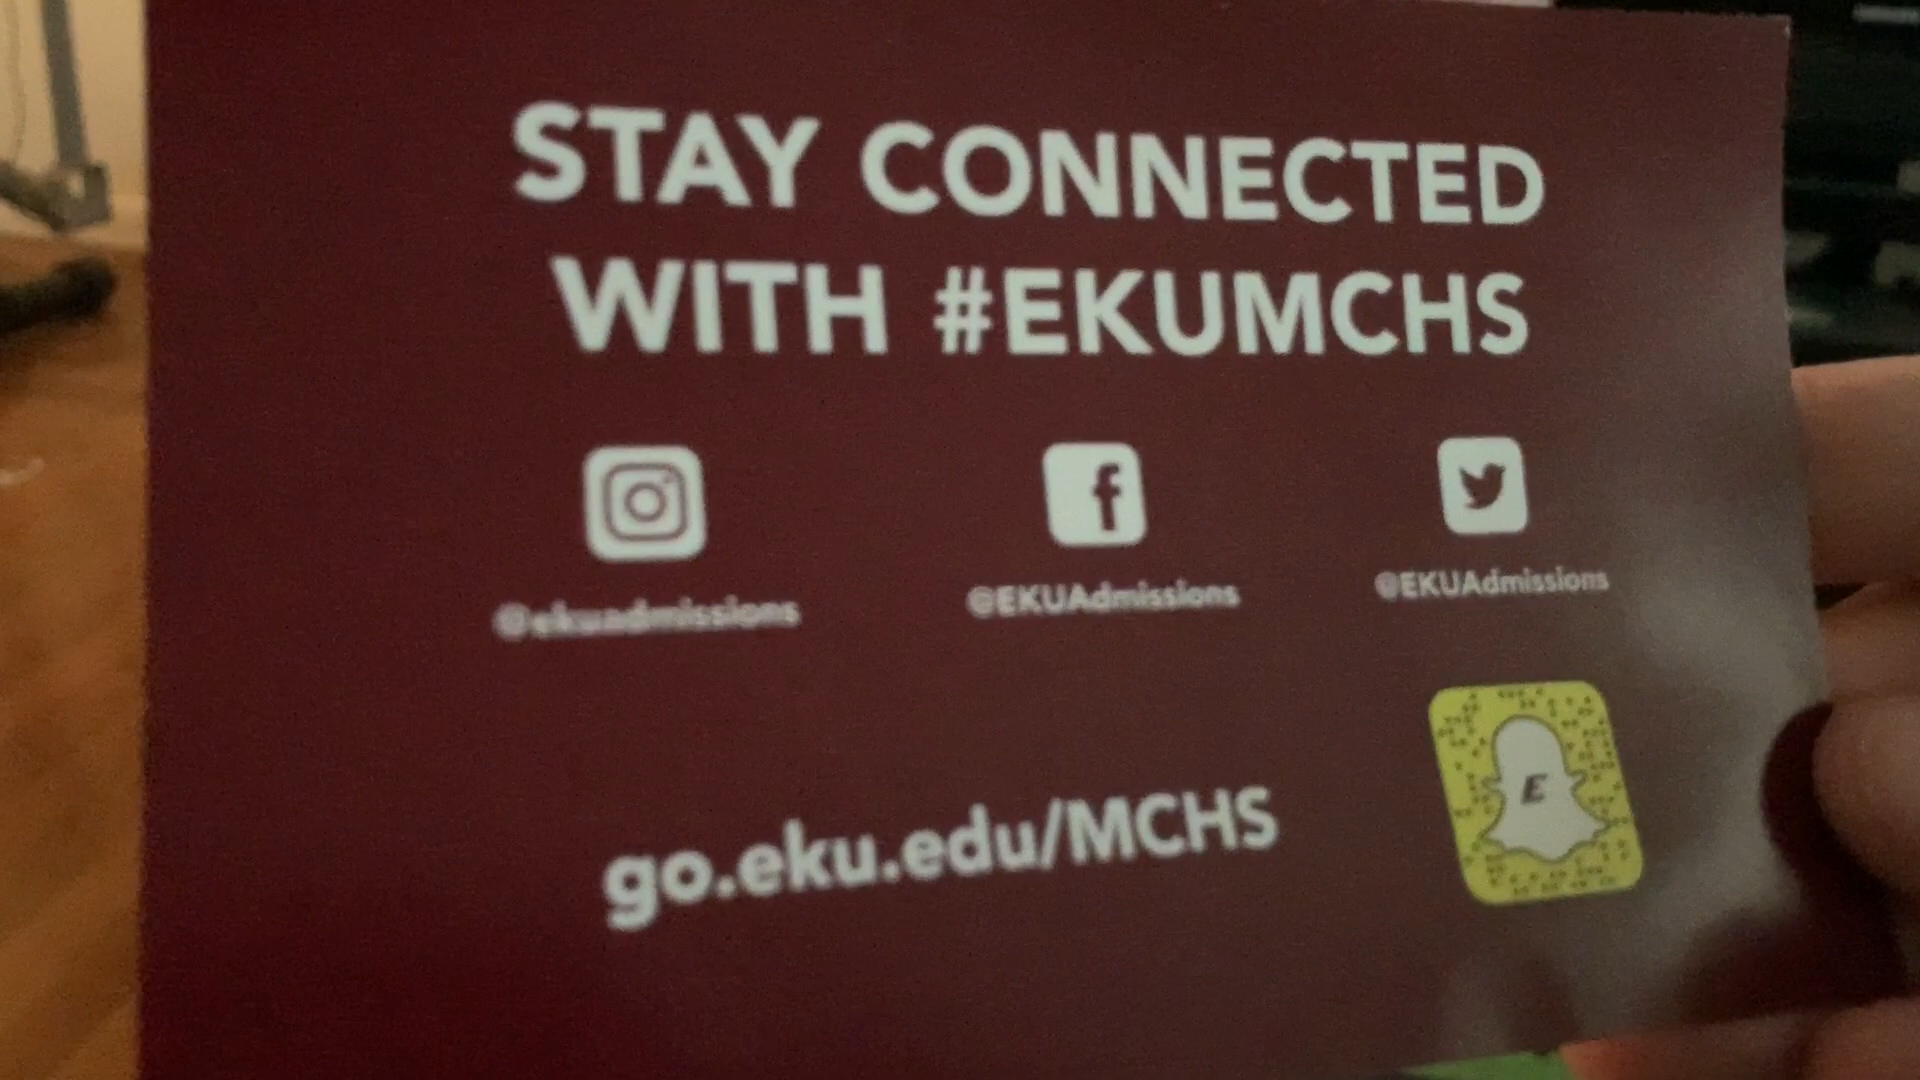 STAY CONNECTED
WITH #EKUMCHS
@ekuadmissions @EKUAdmissions @EKUAdmissions
E
go.eku.edu/MCHS